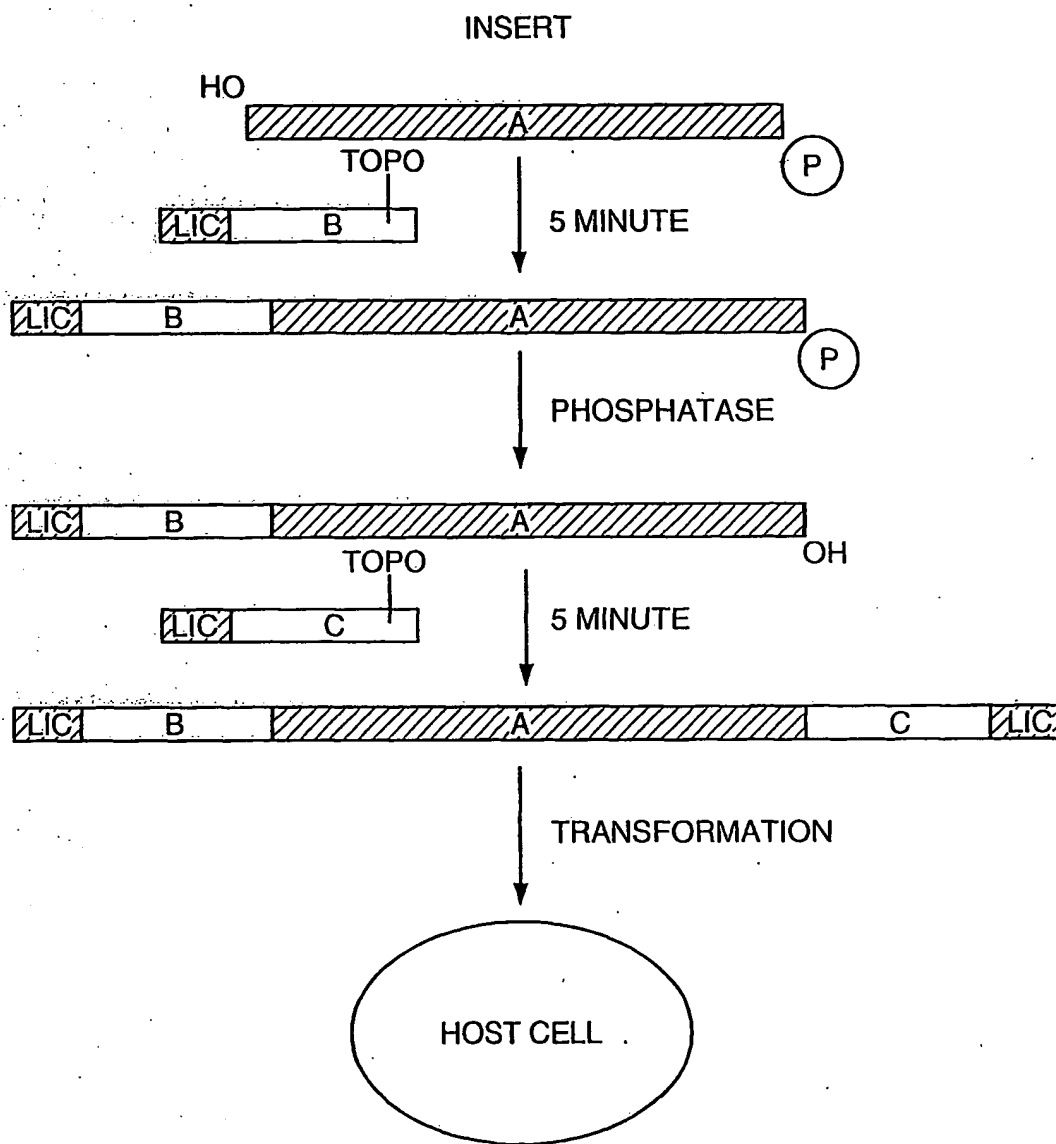 INSERT
HO
A
TOPO
P
LIC B
5 MINUTE
LIC B A
P
PHOSPHATASE
LIC B A
OH
TOPO
LIC C
5 MINUTE
LIC B A C LIC
TRANSFORMATION
HOST CELL